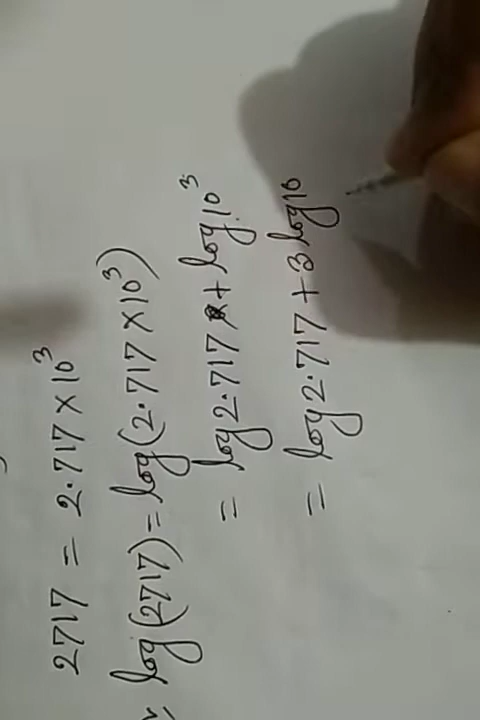 2717 = 2.717 × 10³
log(2717) = log(2.717 × 10³)
= log 2.717 + log 10³
= log 2.717 + 3 log 10